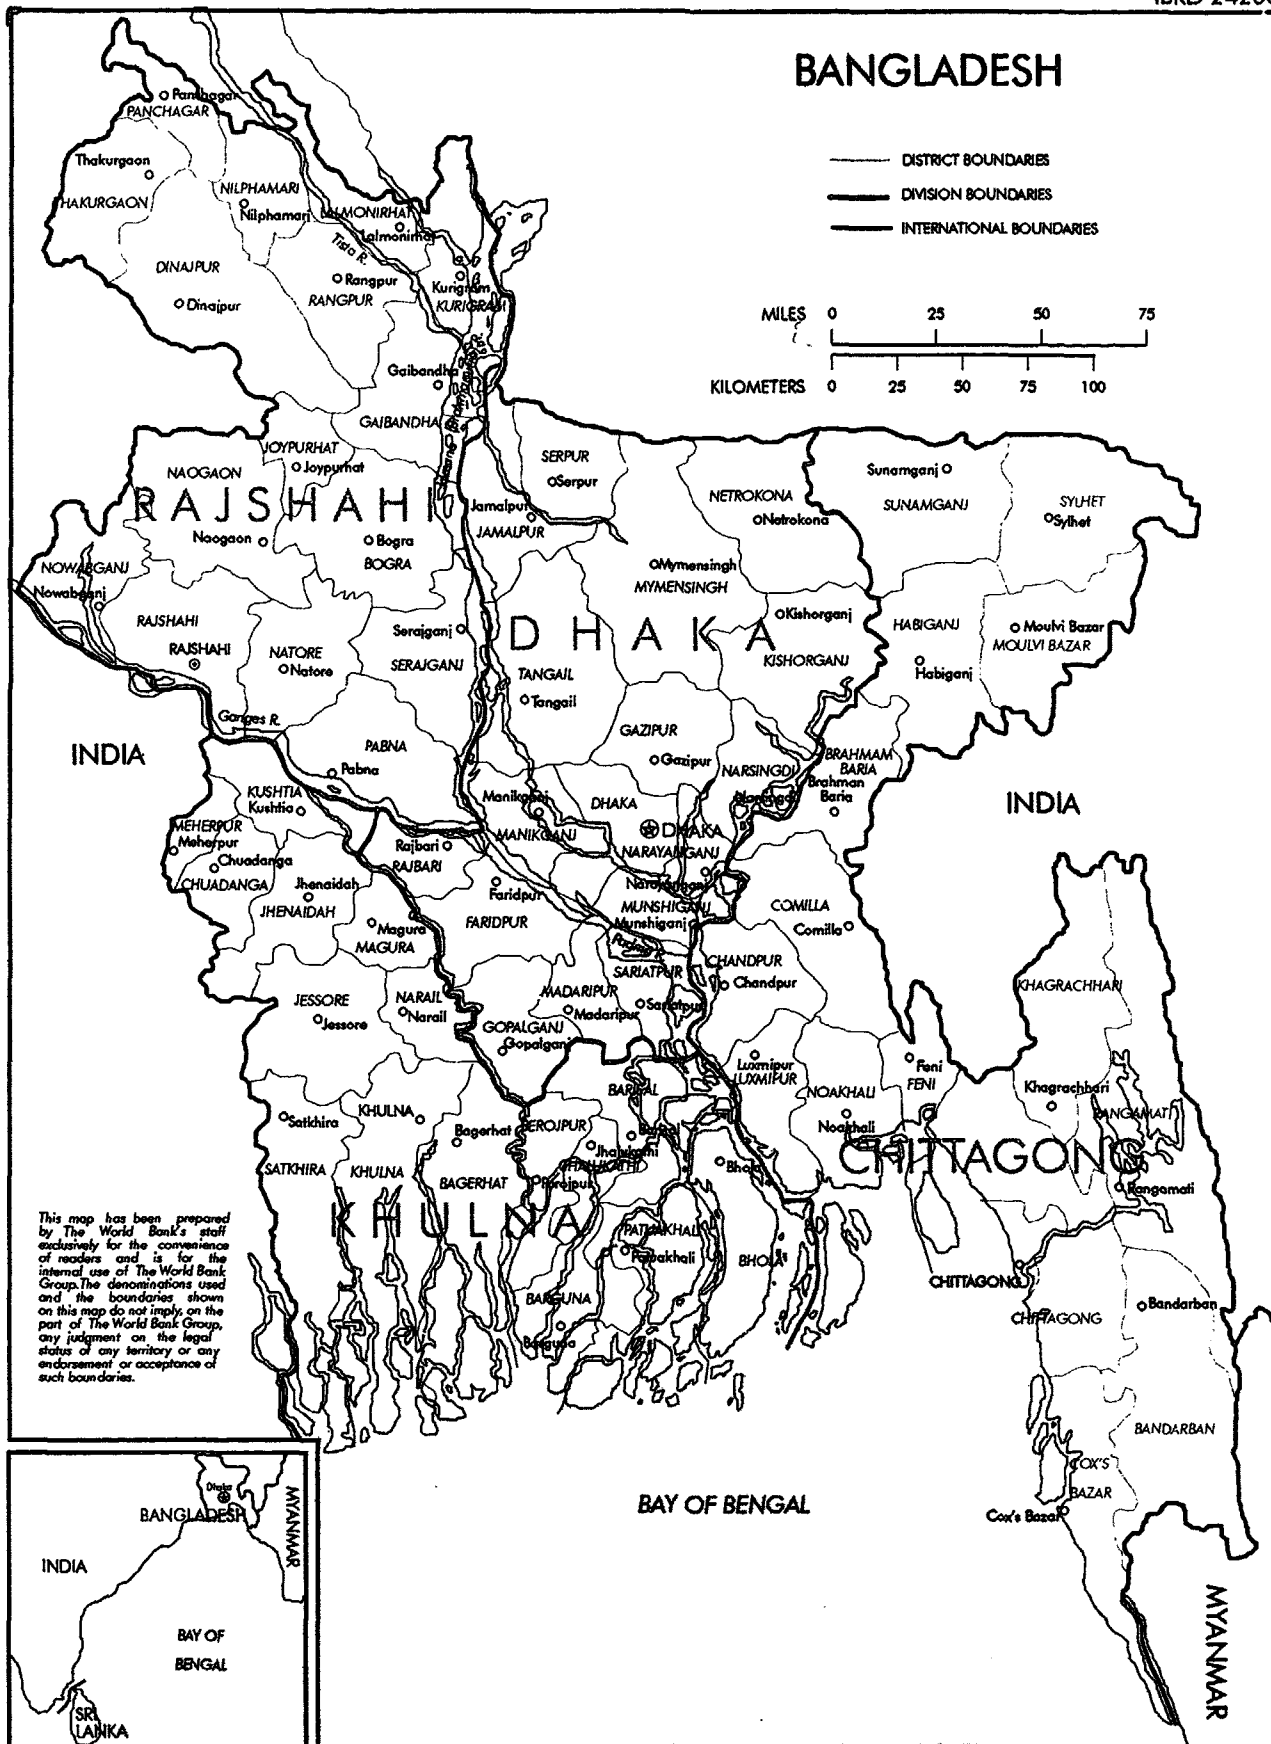 BANGLADESH
DISTRICT BOUNDARIES
DIVISION BOUNDARIES
INTERNATIONAL BOUNDARIES
MILES 0 25 50 75
KILOMETERS 0 25 50 75 100
Panchagar
PANCHAGAR
Thakurgaon
HAKURGAON
NILPHAMARI
Nilphamari
LALMONIRHAT
Lalmonirhat
Tista R.
DINAJPUR
Dinajpur
Rangpur
RANGPUR
Kurigram
KURIGRAM
Gaibandha
GAIBANDHA
JOYPURHAT
Joypurhat
NAOGAON
RAJSHAHI
Naogaon
Bogra
BOGRA
SERPUR
Serpur
Jamalpur
JAMALPUR
NETROKONA
Netrokona
Sunamganj
SUNAMGANJ
SYLHET
Sylhet
Mymensingh
MYMENSINGH
NOWABGANJ
Nowabganj
RAJSHAHI
RAJSHAHI
NATORE
Natore
Serajganj
SERAJGANJ
DHAKA
Kishorganj
KISHORGANJ
HABIGANJ
Habiganj
Moulvi Bazar
MOULVI BAZAR
TANGAIL
Tangail
Ganges R.
INDIA
PABNA
Pabna
GAZIPUR
Gazipur
NARSINGDI
BRAHMAM
BARIA
Brahman
Baria
INDIA
KUSHTIA
Kushtia
Manikganj
MANIKGANJ
DHAKA
DHAKA
MEHERPUR
Meherpur
Chuadanga
CHUADANGA
Rajbari
RAJBARI
NARAYANGANJ
Narayanganj
Jhenaidah
JHENAIDAH
Faridpur
FARIDPUR
MUNSHIGANJ
Munshiganj
COMILLA
Comilla
Magura
MAGURA
Padma R.
CHANDPUR
Chandpur
SARIATPUR
Sariatpur
KHAGRACHHARI
JESSORE
Jessore
NARAIL
Narail
MADARIPUR
Madaripur
GOPALGANJ
Gopalganj
Luxmipur
LUXMIPUR
Feni
FENI
NOAKHALI
Noakhali
Khagrachhari
RANGAMATI
Rangamati
BARISAL
Satkhira
SATKHIRA
KHULNA
KHULNA
Bagerhat
BAGERHAT
PEROJPUR
Perojpur
Jhalukathi
Bhola
BHOLA
CHITTAGONG
KHULNA
PATUAKHALI
Patuakhali
BARGUNA
Barguna
CHITTAGONG
CHITTAGONG
Bandarban
BANDARBAN
COX'S
BAZAR
Cox's Bazar
BAY OF BENGAL
MYANMAR
This map has been prepared
by The World Bank's staff
exclusively for the convenience
of readers and is for the
internal use of The World Bank
Group. The denominations used
and the boundaries shown
on this map do not imply, on the
part of The World Bank Group,
any judgment on the legal
status of any territory or any
endorsement or acceptance of
such boundaries.
Dhaka
BANGLADESH
MYANMAR
INDIA
BAY OF
BENGAL
SRI
LANKA